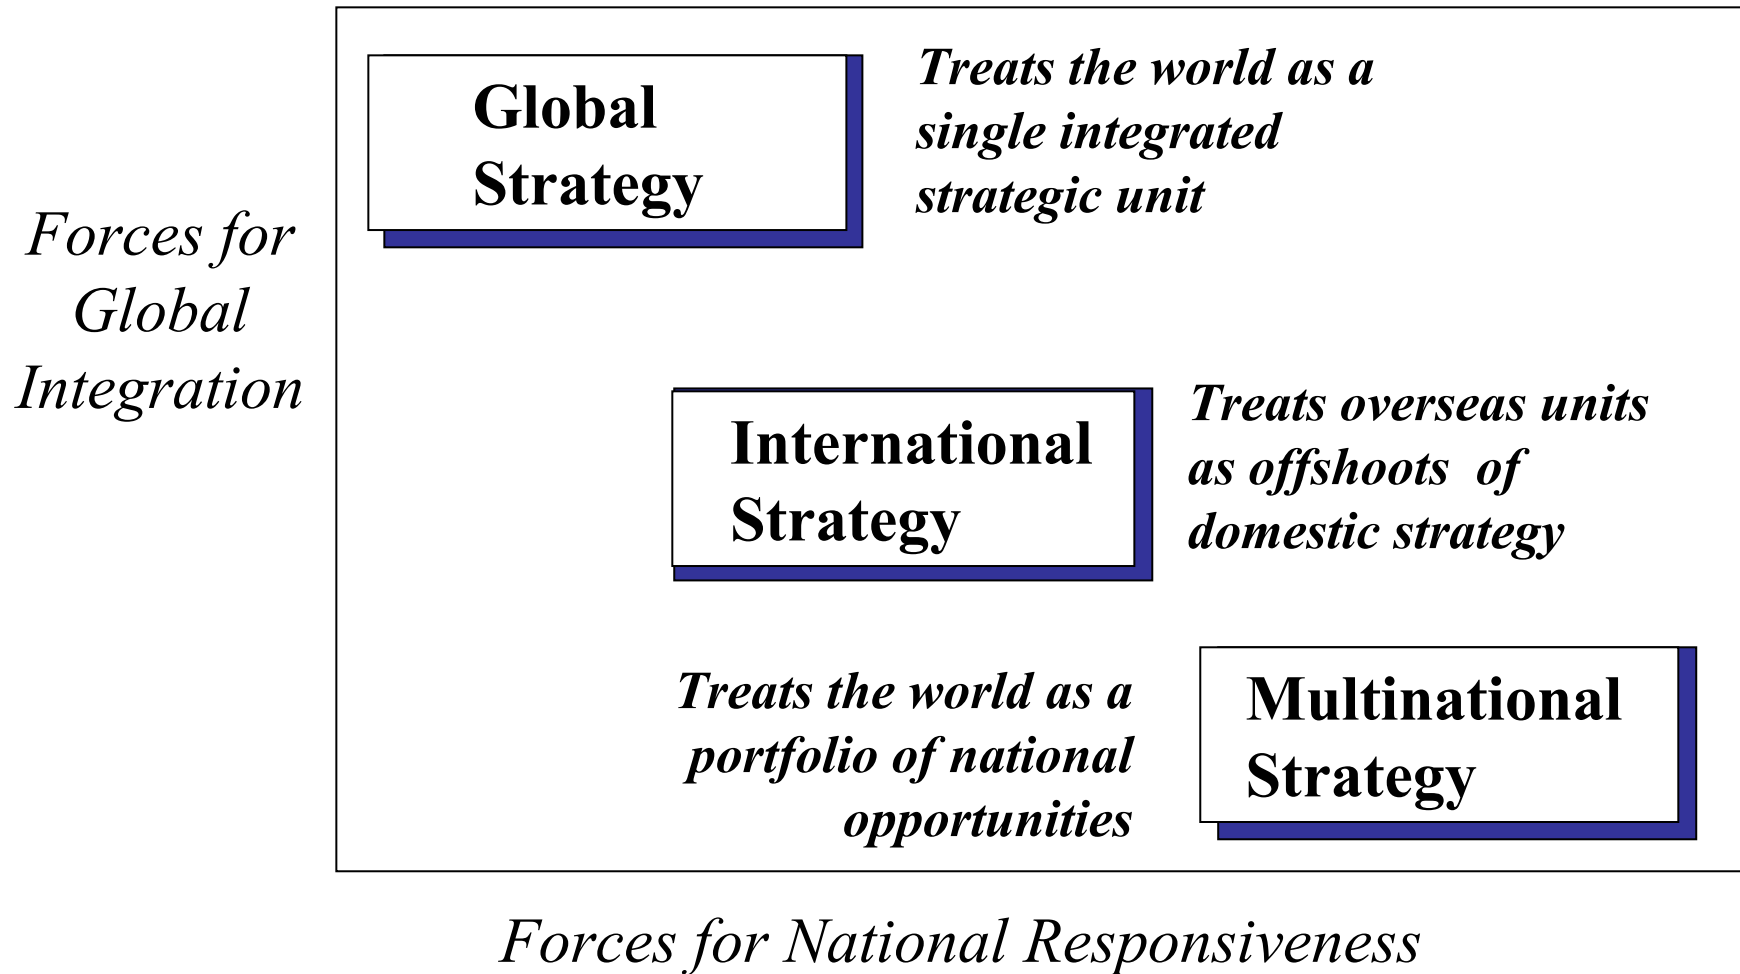 Global
Strategy
Treats the world as a
single integrated
strategic unit
Forces for
Global
Integration
International
Strategy
Treats overseas units
as offshoots  of
domestic strategy
Treats the world as a
portfolio of national
opportunities
Multinational
Strategy
Forces for National Responsiveness